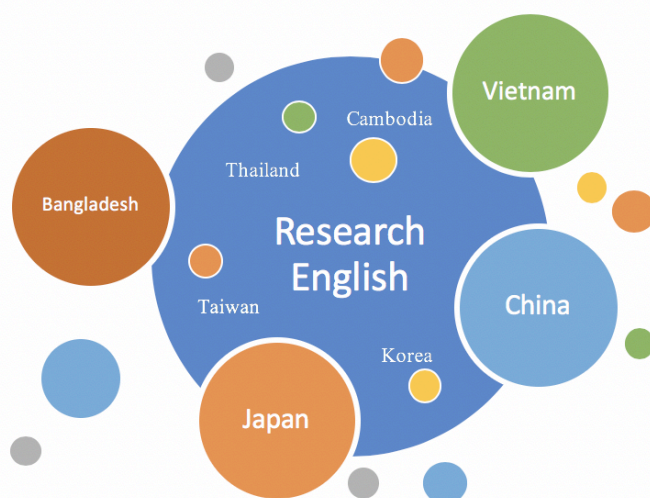 Vietnam
Cambodia
Thailand
Bangladesh
Research
English
Taiwan
China
Korea
Japan